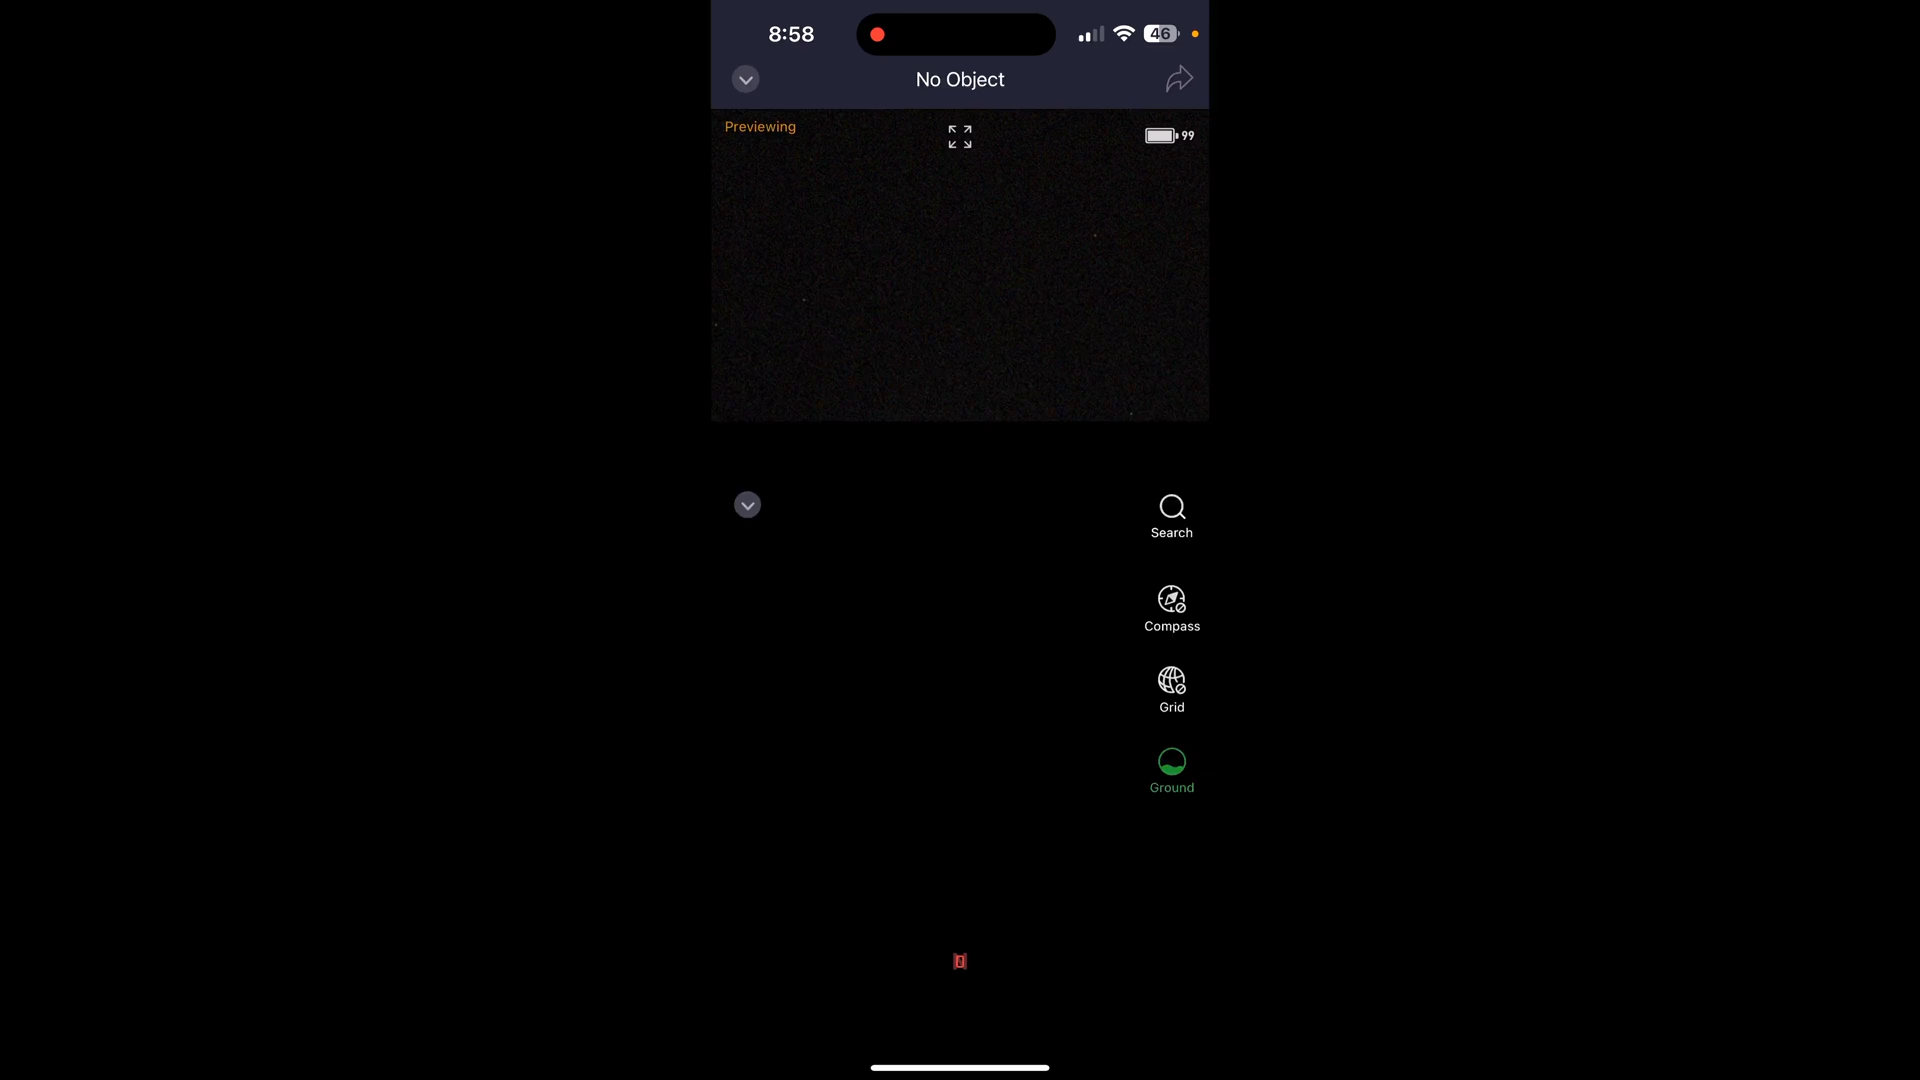 8:58
46
No Object
Previewing
99
Search
Compass
Grid
Ground